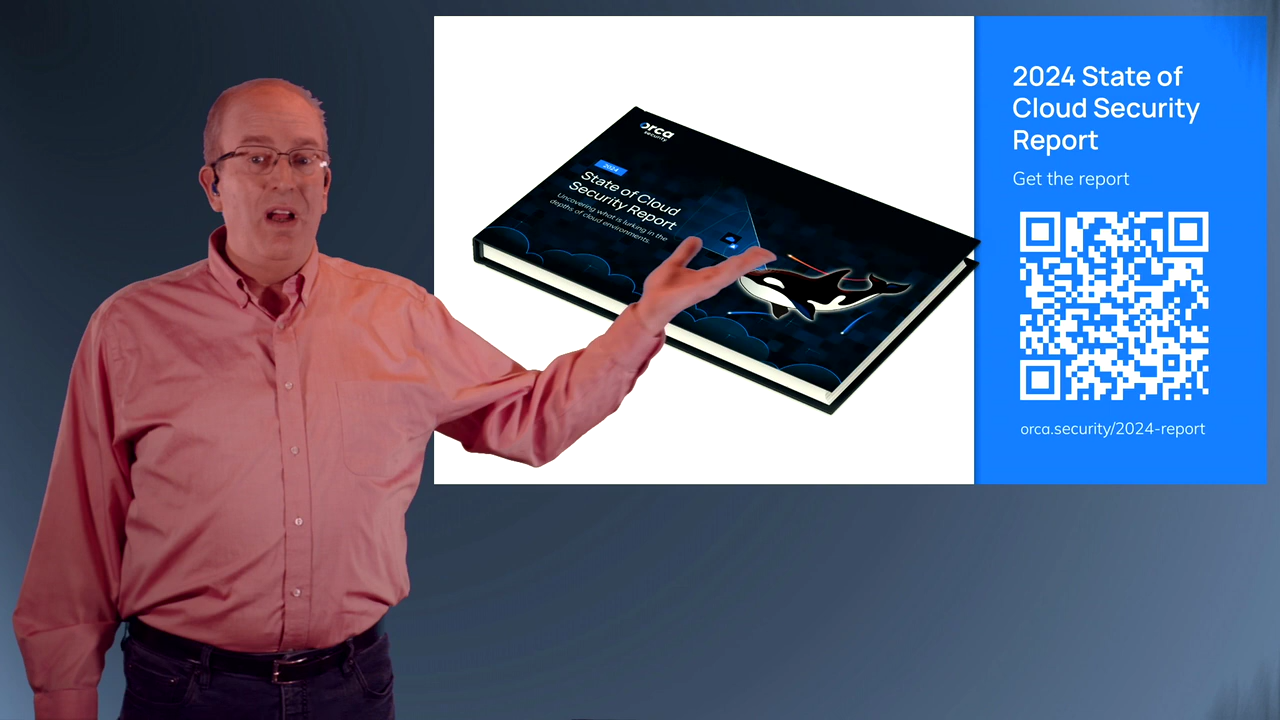 orca
security
2024
State of Cloud
Security Report
Uncovering what is lurking in the
depths of cloud environments.
2024 State of
Cloud Security
Report
Get the report
orca.security/2024-report